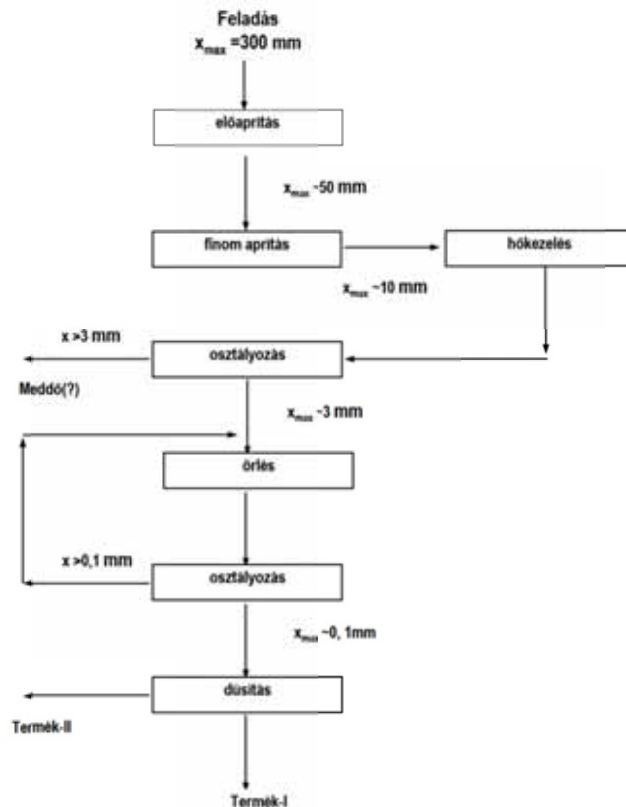 Feladás
xmax =300 mm
előaprítás
xmax ~50 mm
finom aprítás
hőkezelés
xmax ~10 mm
x >3 mm
osztályozás
Meddő(?)
xmax ~3 mm
őrlés
x >0,1 mm
osztályozás
xmax ~0, 1mm
dúsítás
Termék-II
Termék-I